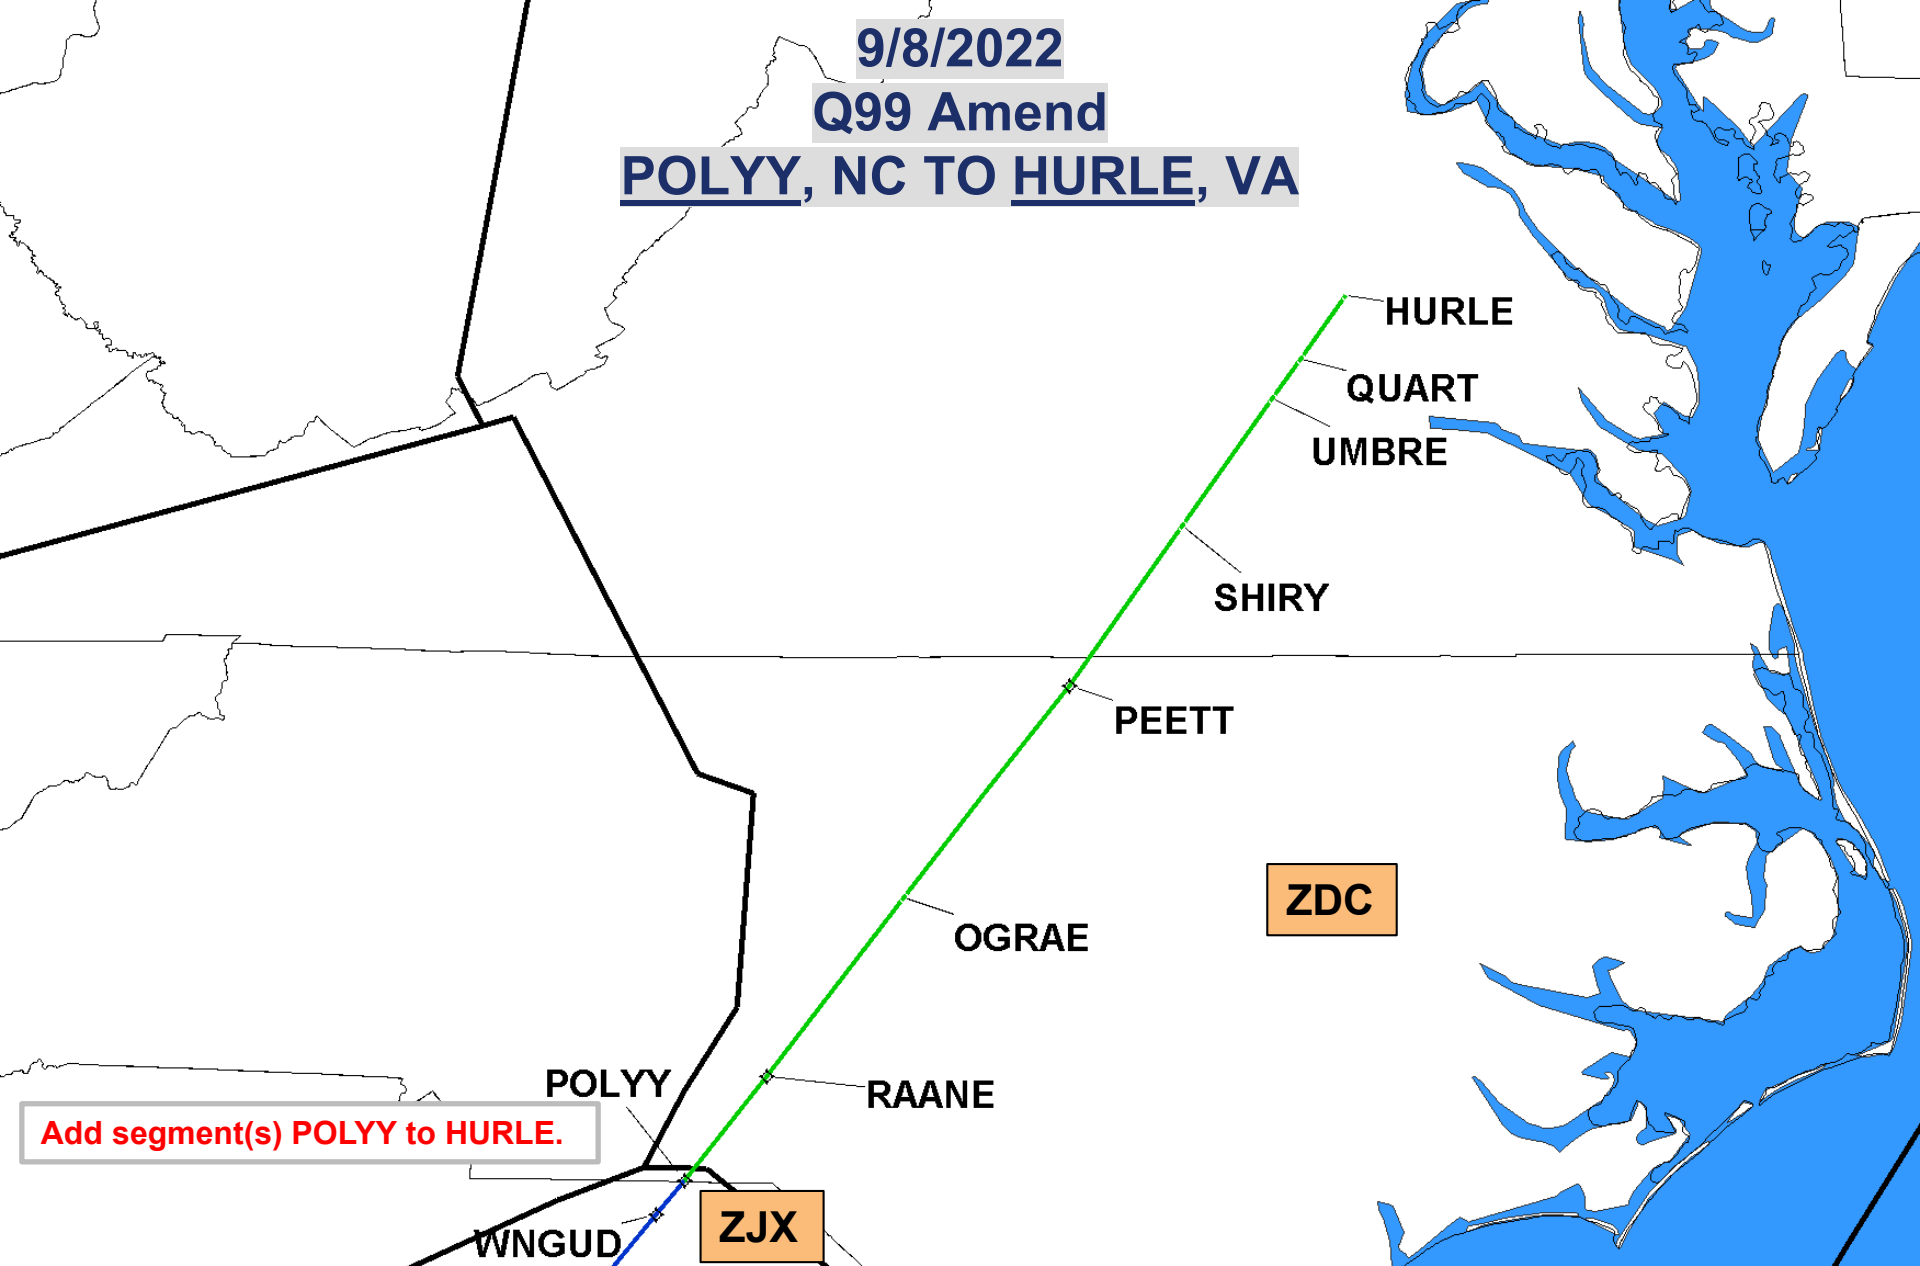 9/8/2022
Q99 Amend
POLYY, NC TO HURLE, VA
HURLE
QUART
UMBRE
SHIRY
PEETT
ZDC
OGRAE
POLYY
RAANE
Add segment(s) POLYY to HURLE.
ZJX
WNGUD